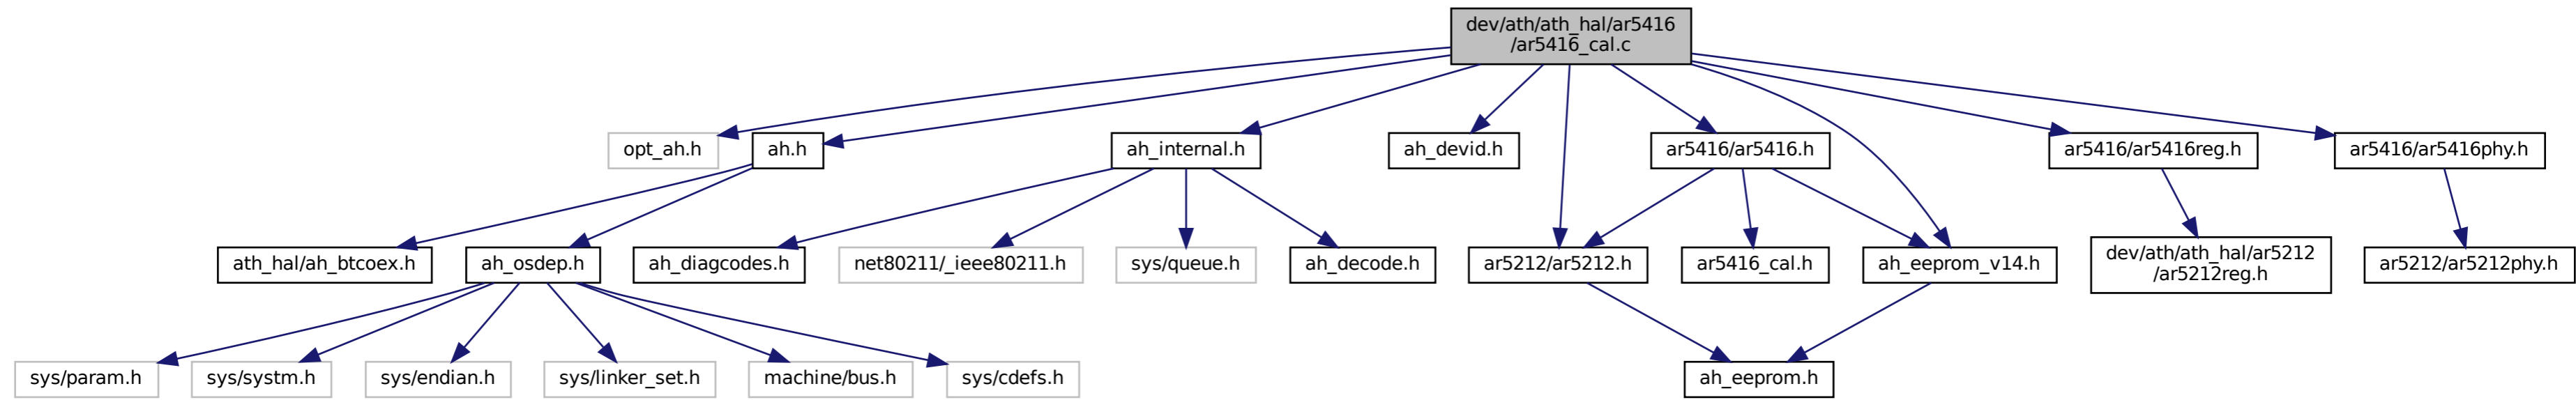 dev/ath/ath_hal/ar5416
/ar5416_cal.c
opt_ah.h
ah.h
ah_internal.h
ah_devid.h
ar5416/ar5416.h
ar5416/ar5416reg.h
ar5416/ar5416phy.h
ath_hal/ah_btcoex.h
ah_osdep.h
ah_diagcodes.h
net80211/_ieee80211.h
sys/queue.h
ah_decode.h
ar5212/ar5212.h
ar5416_cal.h
ah_eeprom_v14.h
dev/ath/ath_hal/ar5212
/ar5212reg.h
ar5212/ar5212phy.h
sys/param.h
sys/systm.h
sys/endian.h
sys/linker_set.h
machine/bus.h
sys/cdefs.h
ah_eeprom.h